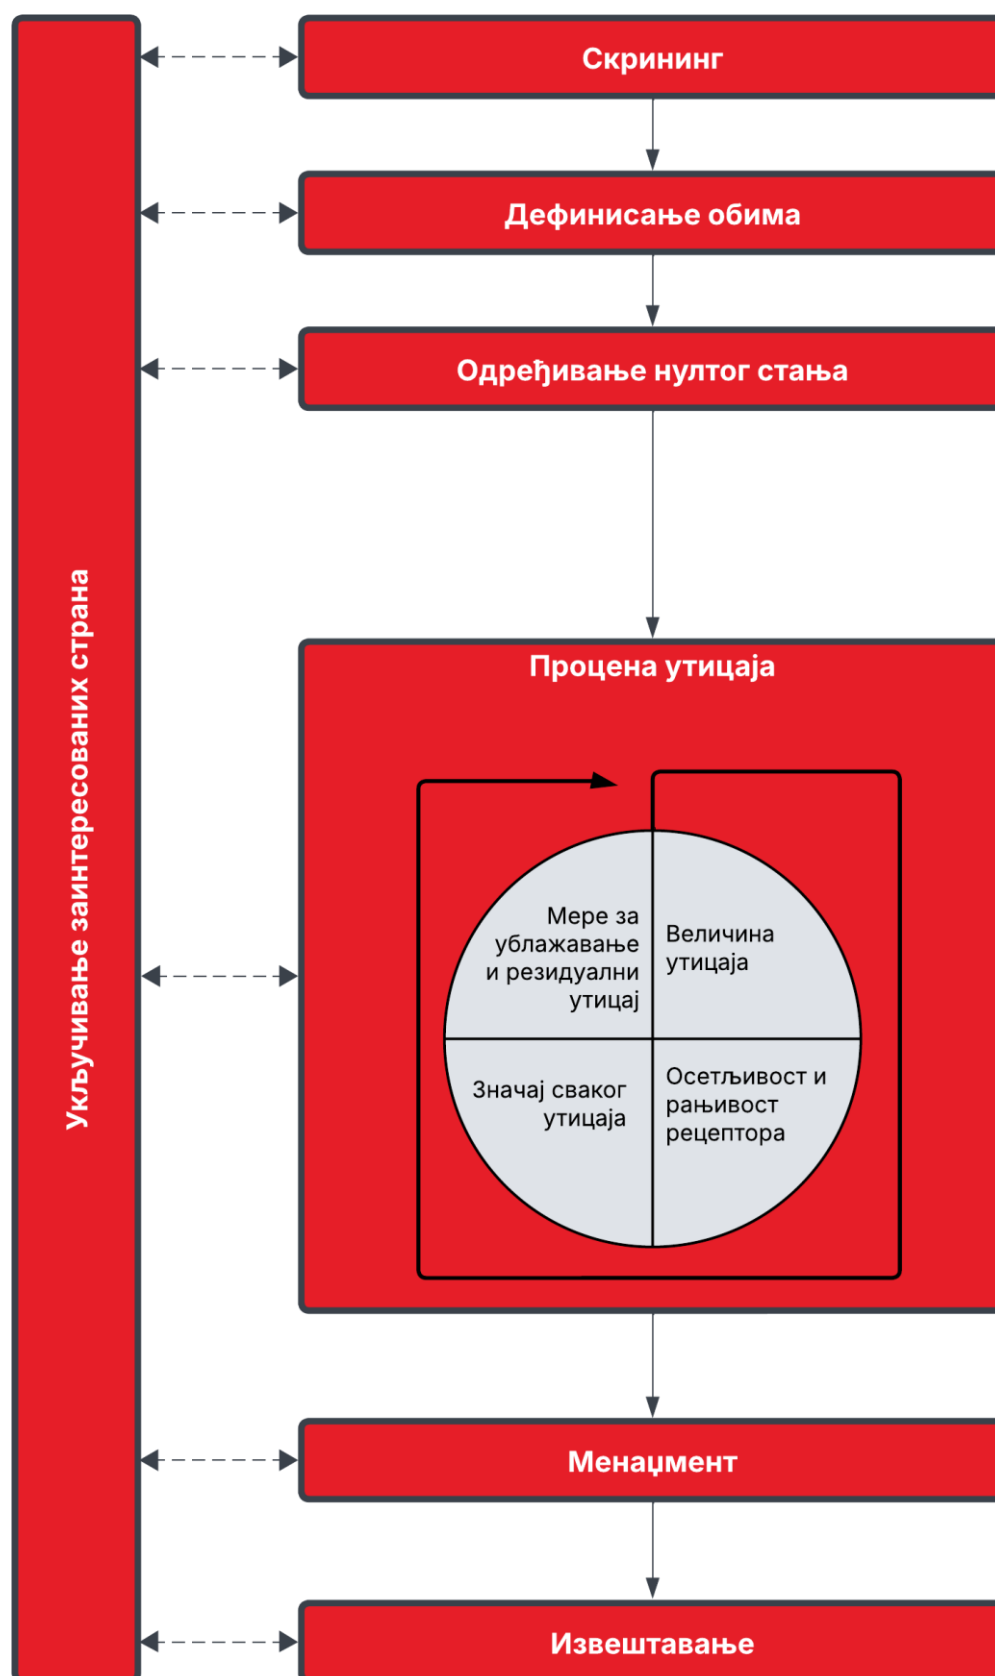 Укључивање заинтересованих страна
Скрининг
Дефинисање обима
Одређивање нултог стања
Процена утицаја
Мере за
ублажавање
и резидуални
утицај
Величина
утицаја
Значај сваког
утицаја
Осетљивост и
рањивост
рецептора
Менаџмент
Извештавање